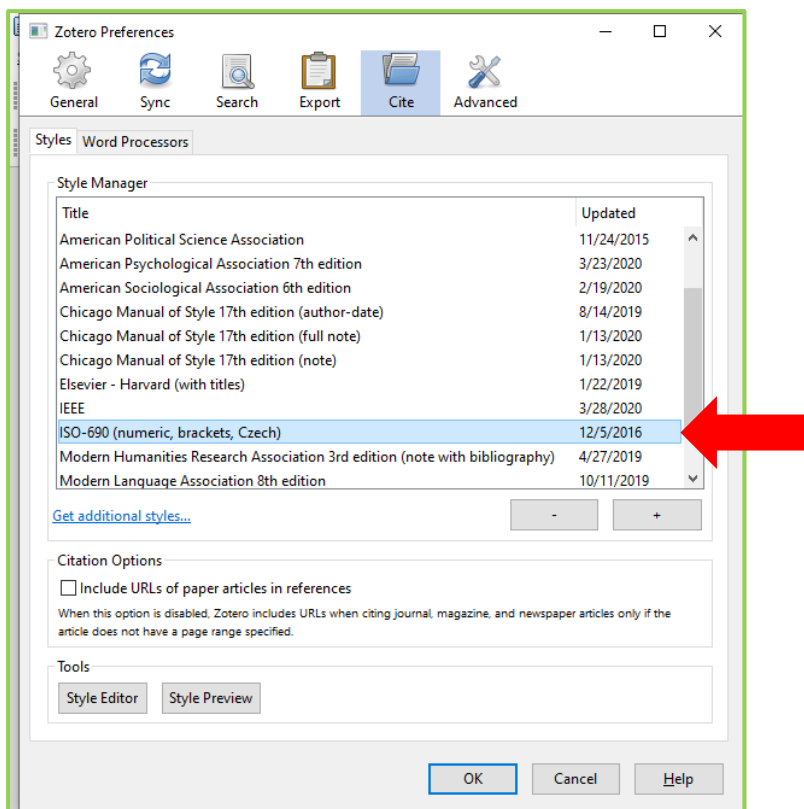 Zotero Preferences
General Sync Search Export Cite Advanced
Styles Word Processors
Style Manager
Title Updated
American Political Science Association 11/24/2015
American Psychological Association 7th edition 3/23/2020
American Sociological Association 6th edition 2/19/2020
Chicago Manual of Style 17th edition (author-date) 8/14/2019
Chicago Manual of Style 17th edition (full note) 1/13/2020
Chicago Manual of Style 17th edition (note) 1/13/2020
Elsevier - Harvard (with titles) 1/22/2019
IEEE 3/28/2020
ISO-690 (numeric, brackets, Czech) 12/5/2016
Modern Humanities Research Association 3rd edition (note with bibliography) 4/27/2019
Modern Language Association 8th edition 10/11/2019
Get additional styles... - +
Citation Options
Include URLs of paper articles in references
When this option is disabled, Zotero includes URLs when citing journal, magazine, and newspaper articles only if the
article does not have a page range specified.
Tools
Style Editor Style Preview
OK Cancel Help